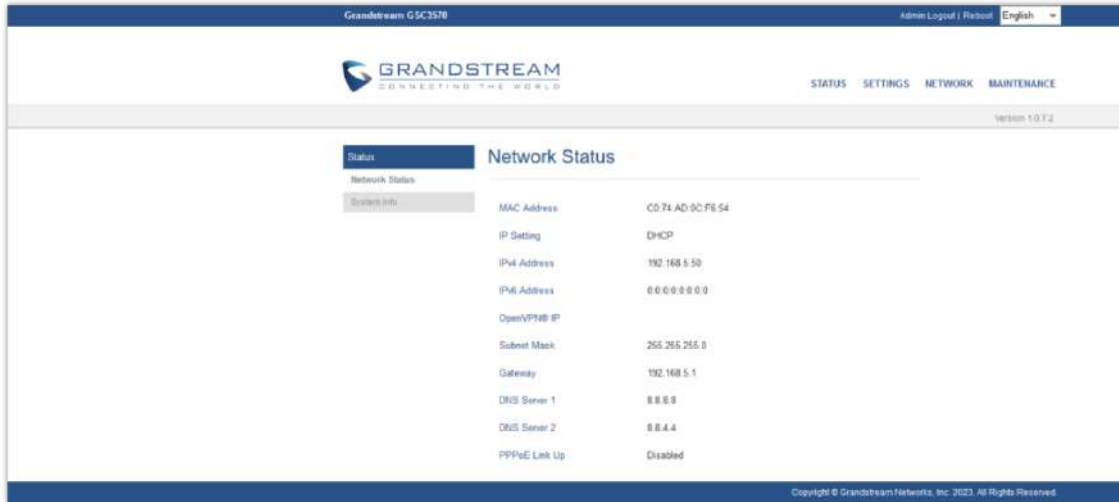 Grandstream GSC3570
Admin Logout | Reboot English
GRANDSTREAM
CONNECTING THE WORLD
STATUS SETTINGS NETWORK MAINTENANCE
Version 1.0.7.2
Status
Network Status
Network Status
System Info
MAC Address C0:74:AD:0C:F6:54
IP Setting DHCP
IPv4 Address 192.168.5.50
IPv6 Address 0:0:0:0:0:0:0:0
OpenVPN® IP
Subnet Mask 255.255.255.0
Gateway 192.168.5.1
DNS Server 1 8.8.8.8
DNS Server 2 8.8.4.4
PPPoE Link Up Disabled
Copyright © Grandstream Networks, Inc. 2023. All Rights Reserved.